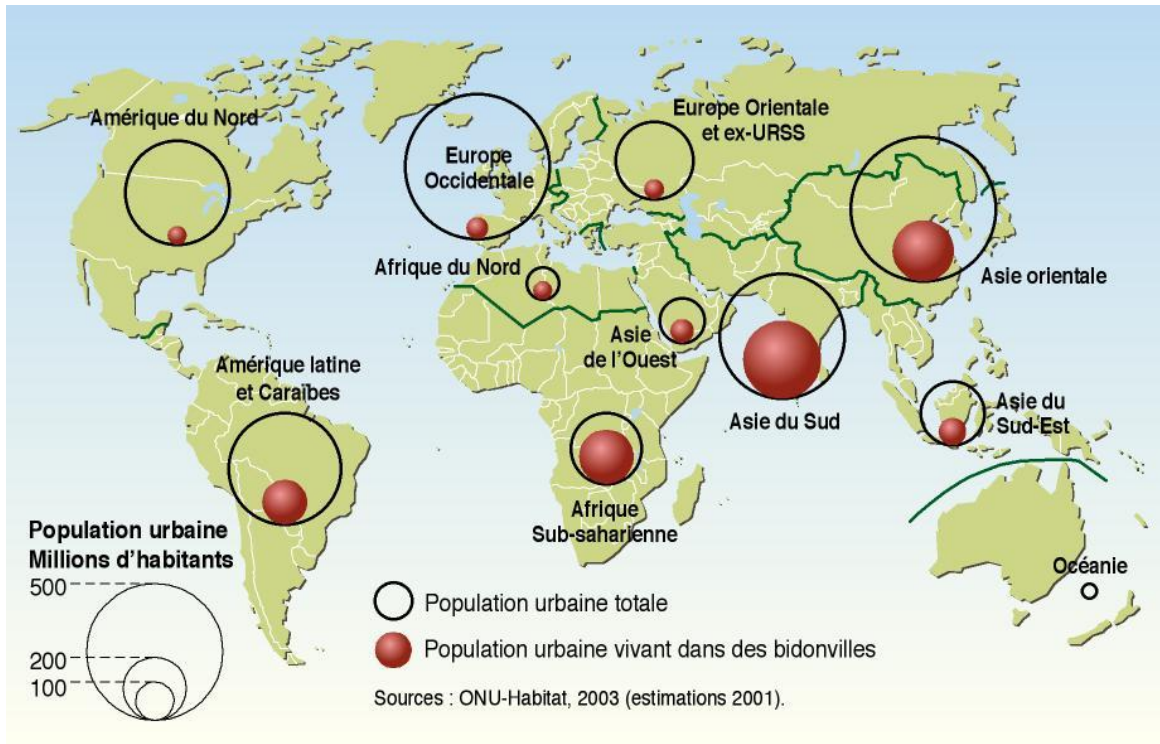 Amérique du Nord
Europe
Occidentale
Europe Orientale
et ex-URSS
Asie orientale
Afrique du Nord
Asie
de l'Ouest
Asie du Sud
Asie du
Sud-Est
Amérique latine
et Caraïbes
Afrique
Sub-saharienne
Océanie
Population urbaine
Millions d'habitants
500
200
100
Population urbaine totale
Population urbaine vivant dans des bidonvilles
Sources : ONU-Habitat, 2003 (estimations 2001).